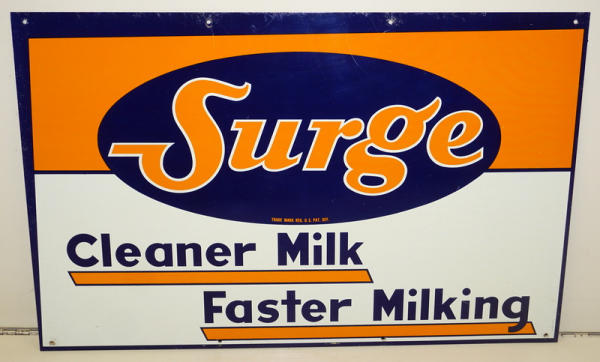 Surge
TRADE MARK REG. U.S. PAT. OFF.
Cleaner Milk
Faster Milking